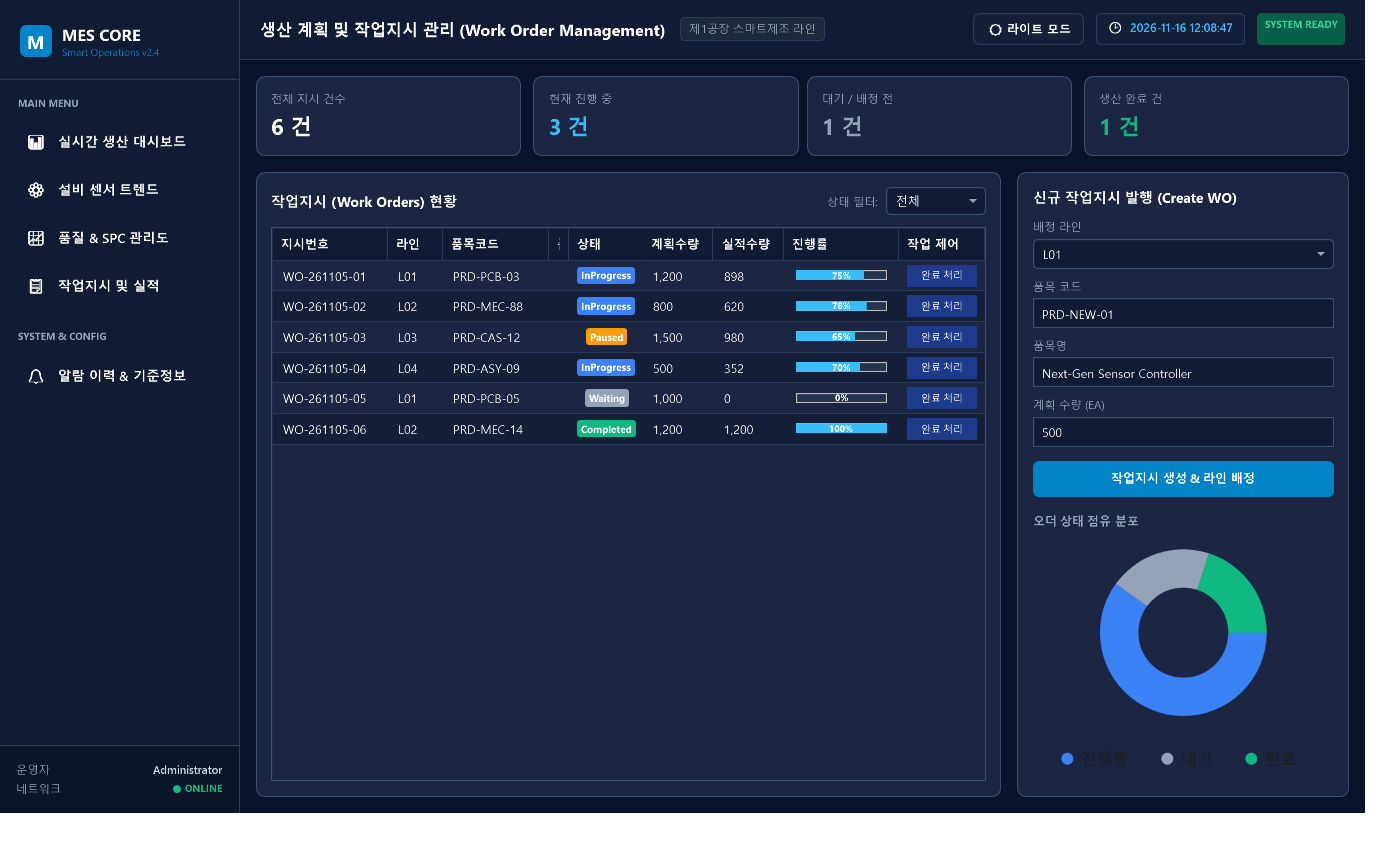 M
MES CORE
Smart Operations v2.4
MAIN MENU
실시간 생산 대시보드
설비 센서 트렌드
품질 & SPC 관리도
작업지시 및 실적
SYSTEM & CONFIG
알람 이력 & 기준정보
운영자 Administrator
네트워크 ONLINE
생산 계획 및 작업지시 관리 (Work Order Management)
제1공장 스마트제조 라인
라이트 모드
2026-11-16 12:08:47
SYSTEM READY
전체 지시 건수
6 건
현재 진행 중
3 건
대기 / 배정 전
1 건
생산 완료 건
1 건
작업지시 (Work Orders) 현황
상태 필터: 전체
지시번호 라인 품목코드 상태 계획수량 실적수량 진행률 작업 제어
WO-261105-01 L01 PRD-PCB-03 InProgress 1,200 898 75% 완료 처리
WO-261105-02 L02 PRD-MEC-88 InProgress 800 620 78% 완료 처리
WO-261105-03 L03 PRD-CAS-12 Paused 1,500 980 65% 완료 처리
WO-261105-04 L04 PRD-ASY-09 InProgress 500 352 70% 완료 처리
WO-261105-05 L01 PRD-PCB-05 Waiting 1,000 0 0% 완료 처리
WO-261105-06 L02 PRD-MEC-14 Completed 1,200 1,200 100% 완료 처리
신규 작업지시 발행 (Create WO)
배정 라인
L01
품목 코드
PRD-NEW-01
품목명
Next-Gen Sensor Controller
계획 수량 (EA)
500
작업지시 생성 & 라인 배정
오더 상태 점유 분포
진행중 대기 완료